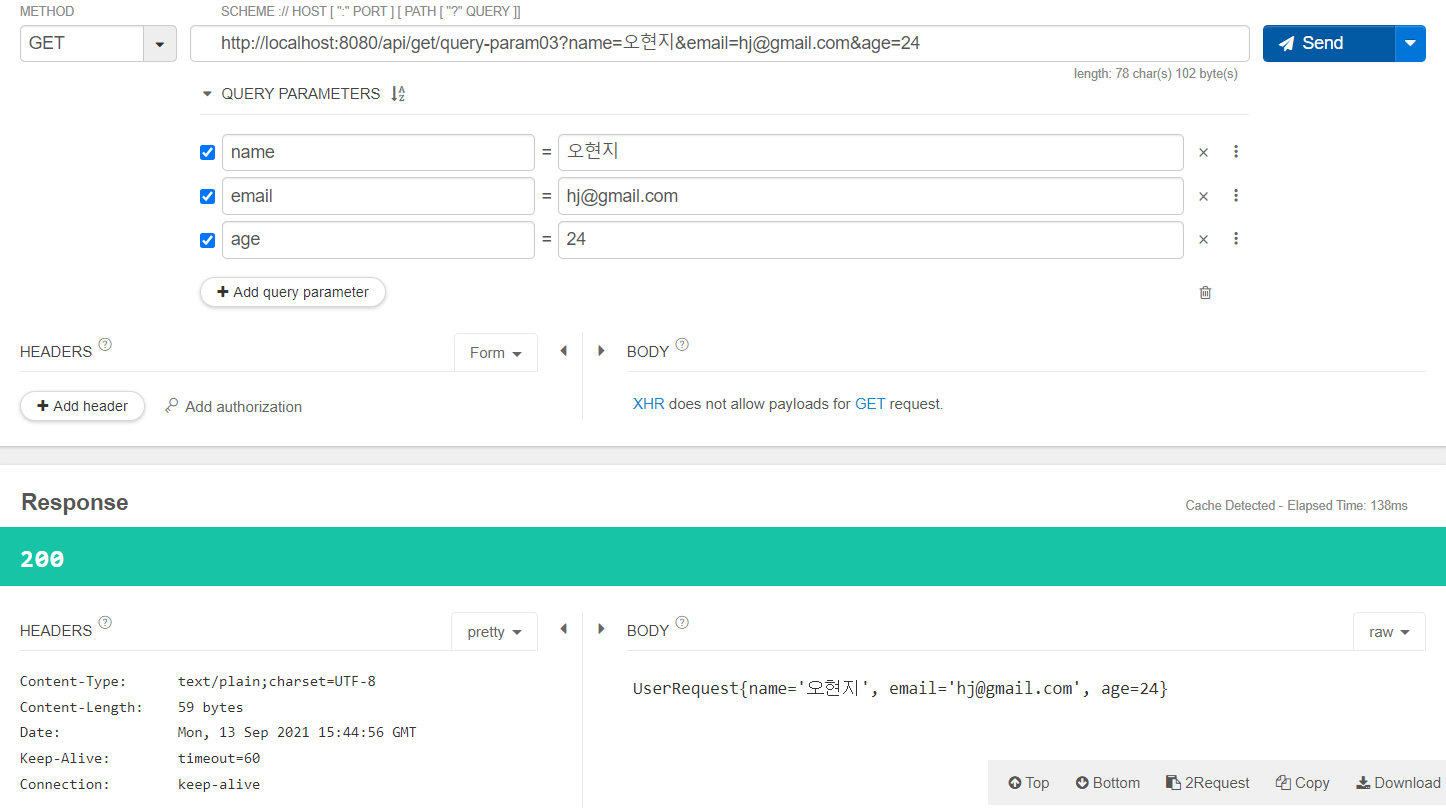 METHOD SCHEME :// HOST [ ":" PORT ] [ PATH [ "?" QUERY ]]
GET http://localhost:8080/api/get/query-param03?name=오현지&email=hj@gmail.com&age=24 Send
length: 78 char(s) 102 byte(s)
QUERY PARAMETERS
name = 오현지
email = hj@gmail.com
age = 24
Add query parameter
HEADERS Form BODY
Add header Add authorization XHR does not allow payloads for GET request.
Response Cache Detected - Elapsed Time: 138ms
200
HEADERS pretty BODY raw
Content-Type: text/plain;charset=UTF-8 UserRequest{name='오현지', email='hj@gmail.com', age=24}
Content-Length: 59 bytes
Date: Mon, 13 Sep 2021 15:44:56 GMT
Keep-Alive: timeout=60
Connection: keep-alive
Top Bottom 2Request Copy Download